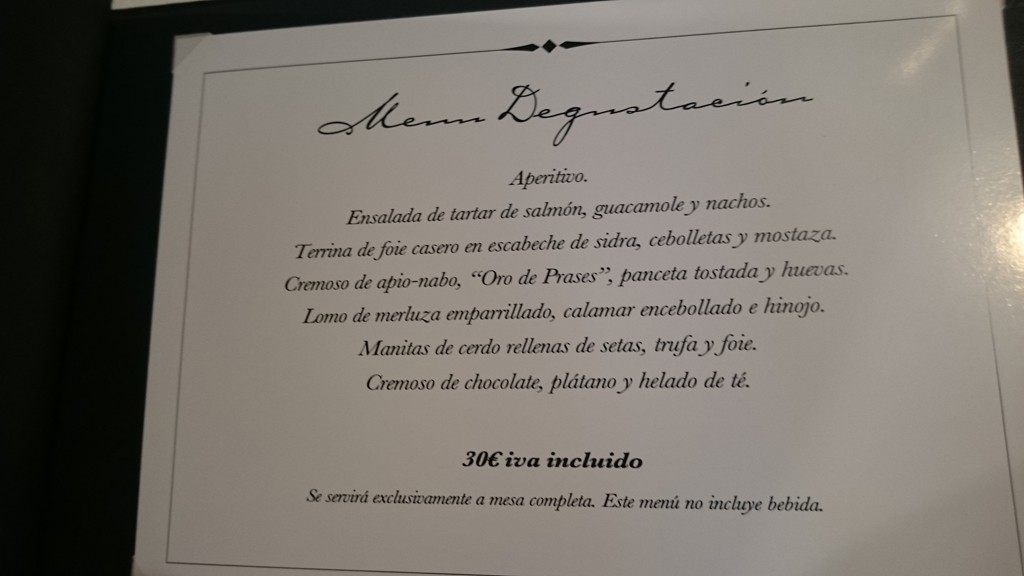 Menu Degustación
Aperitivo.
Ensalada de tartar de salmón, guacamole y nachos.
Terrina de foie casero en escabeche de sidra, cebolletas y mostaza.
Cremoso de apio-nabo, “Oro de Prases”, panceta tostada y huevas.
Lomo de merluza emparrillado, calamar encebollado e hinojo.
Manitas de cerdo rellenas de setas, trufa y foie.
Cremoso de chocolate, plátano y helado de té.
30€ iva incluido
Se servirá exclusivamente a mesa completa. Este menú no incluye bebida.